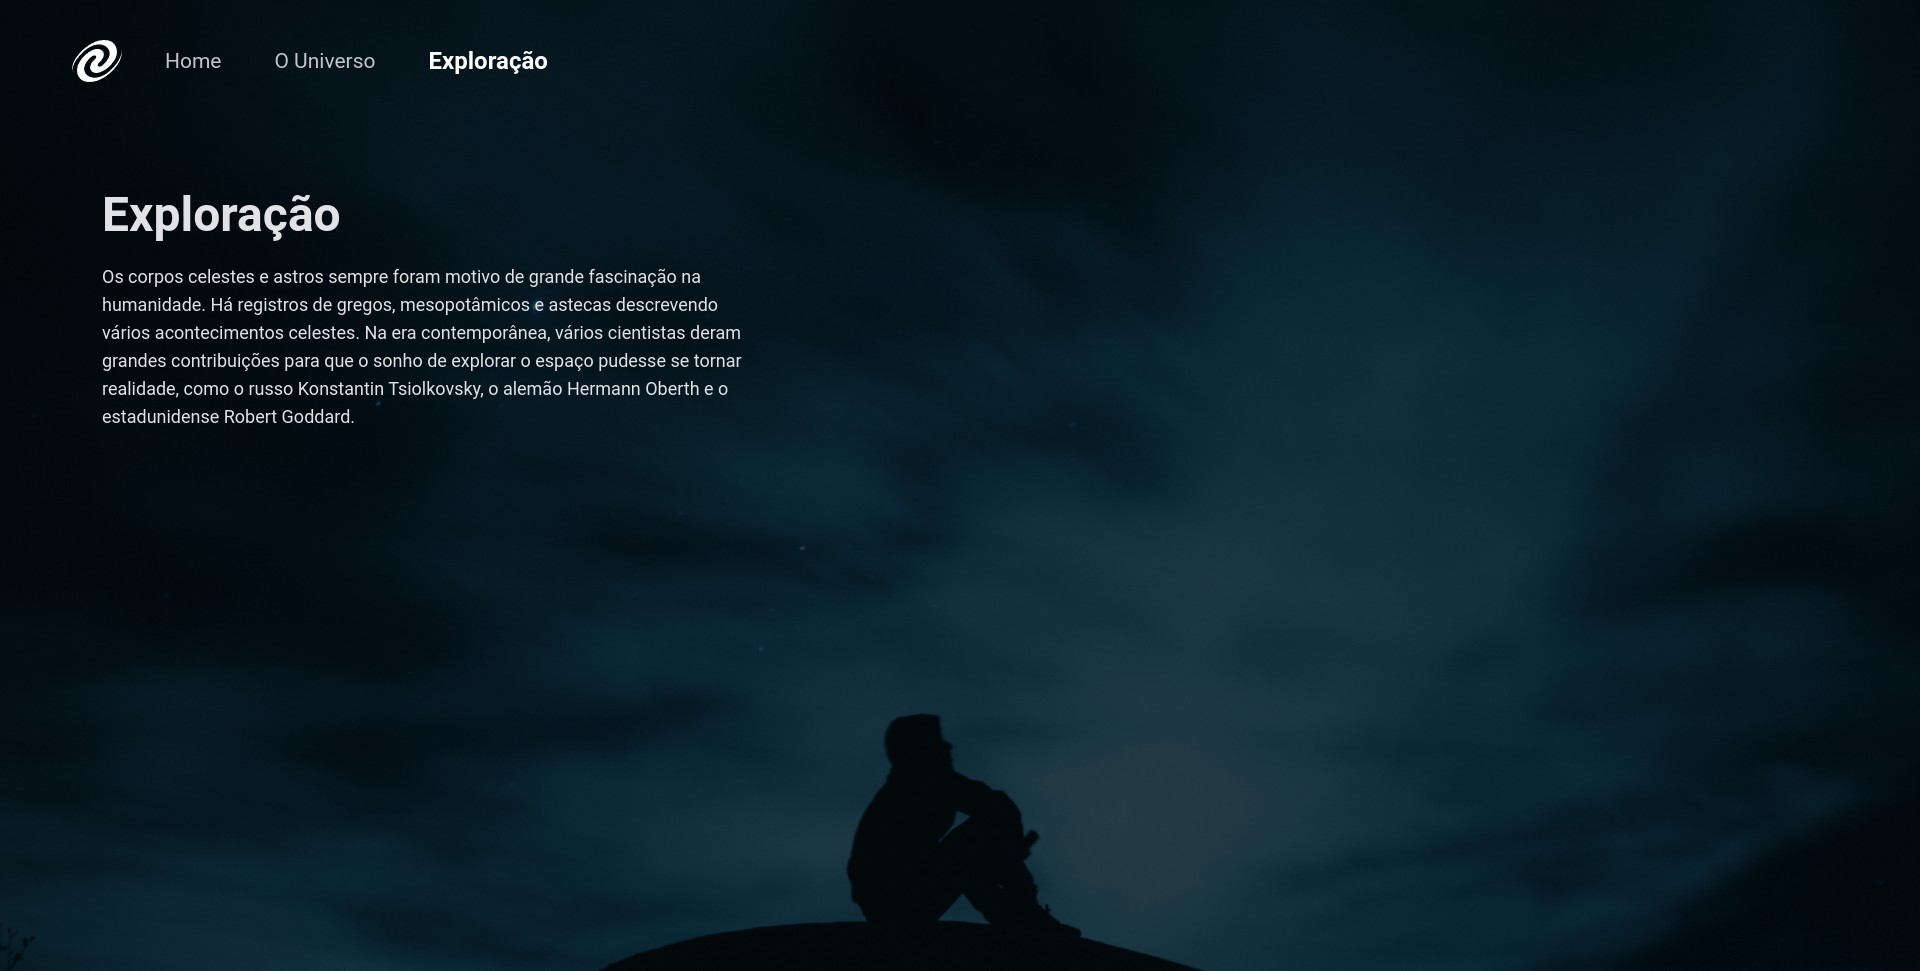 Home
O Universo
Exploração
Exploração
Os corpos celestes e astros sempre foram motivo de grande fascinação na
humanidade. Há registros de gregos, mesopotâmicos e astecas descrevendo
vários acontecimentos celestes. Na era contemporânea, vários cientistas deram
grandes contribuições para que o sonho de explorar o espaço pudesse se tornar
realidade, como o russo Konstantin Tsiolkovsky, o alemão Hermann Oberth e o
estadunidense Robert Goddard.